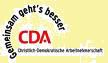 Gemeinsam geht's besser
CDA
Christlich-Demokratische Arbeitnehmerschaft